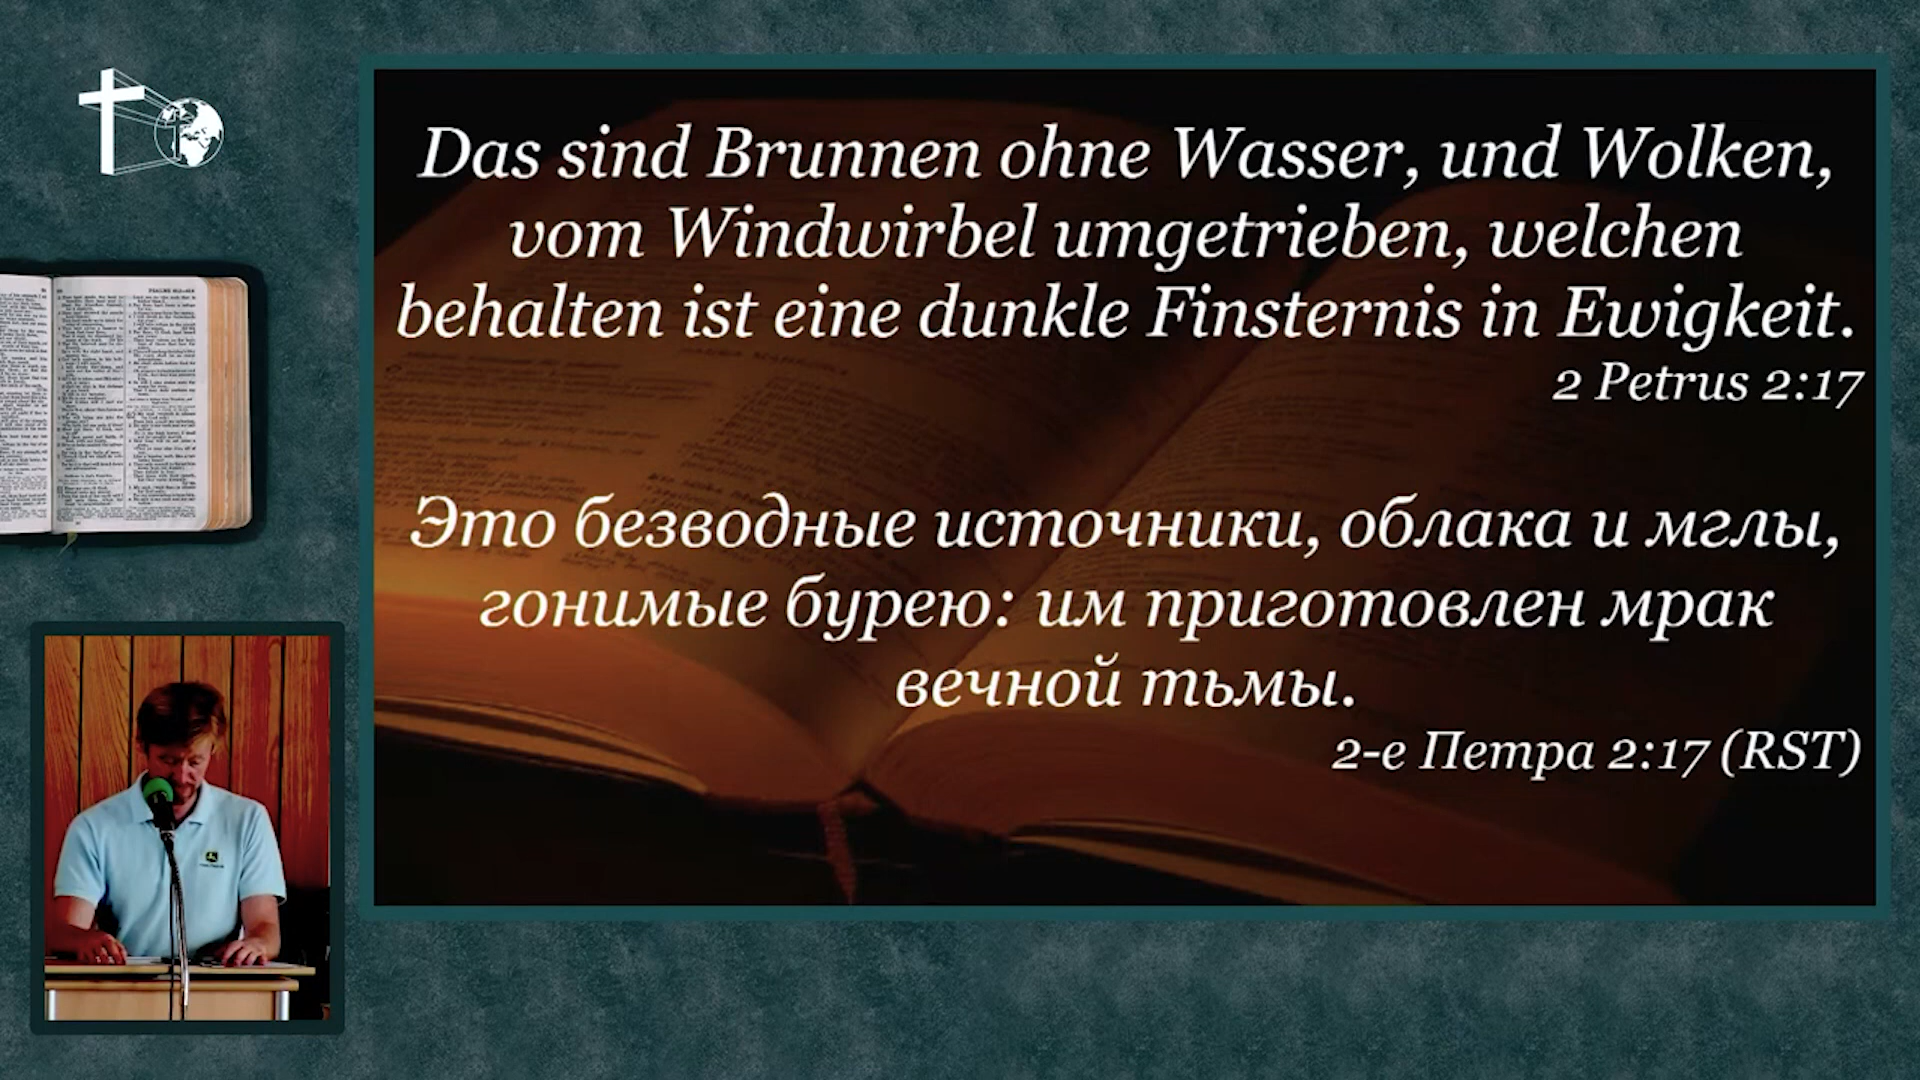 Das sind Brunnen ohne Wasser, und Wolken,
vom Windwirbel umgetrieben, welchen
behalten ist eine dunkle Finsternis in Ewigkeit.
2 Petrus 2:17
Это безводные источники, облака и мглы,
гонимые бурею: им приготовлен мрак
вечной тьмы.
2-е Петра 2:17 (RST)